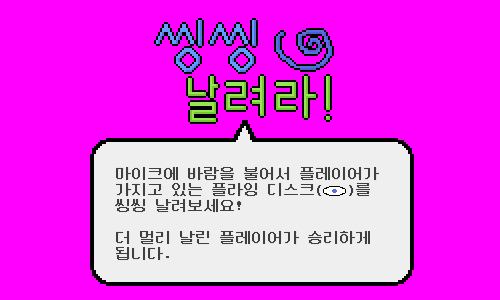 씽씽
날려라!
마이크에 바람을 불어서 플레이어가
가지고 있는 플라잉 디스크( )를
씽씽 날려보세요!
더 멀리 날린 플레이어가 승리하게
됩니다.